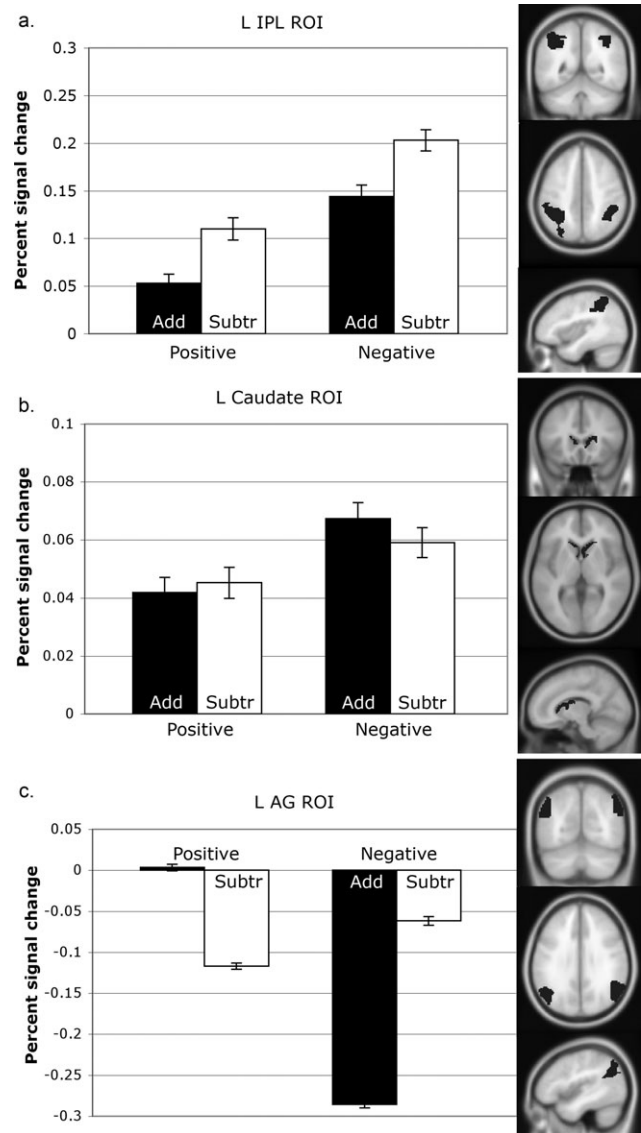 a.
L IPL ROI
Percent signal change
0.3
0.25
0.2
0.15
0.1
0.05
0
Add Subtr Add Subtr
Positive Negative
b.
L Caudate ROI
Percent signal change
0.1
0.08
0.06
0.04
0.02
0
Add Subtr Add Subtr
Positive Negative
c.
L AG ROI
Percent signal change
0.05
0
-0.05
-0.1
-0.15
-0.2
-0.25
-0.3
Positive Negative
Subtr Add Subtr